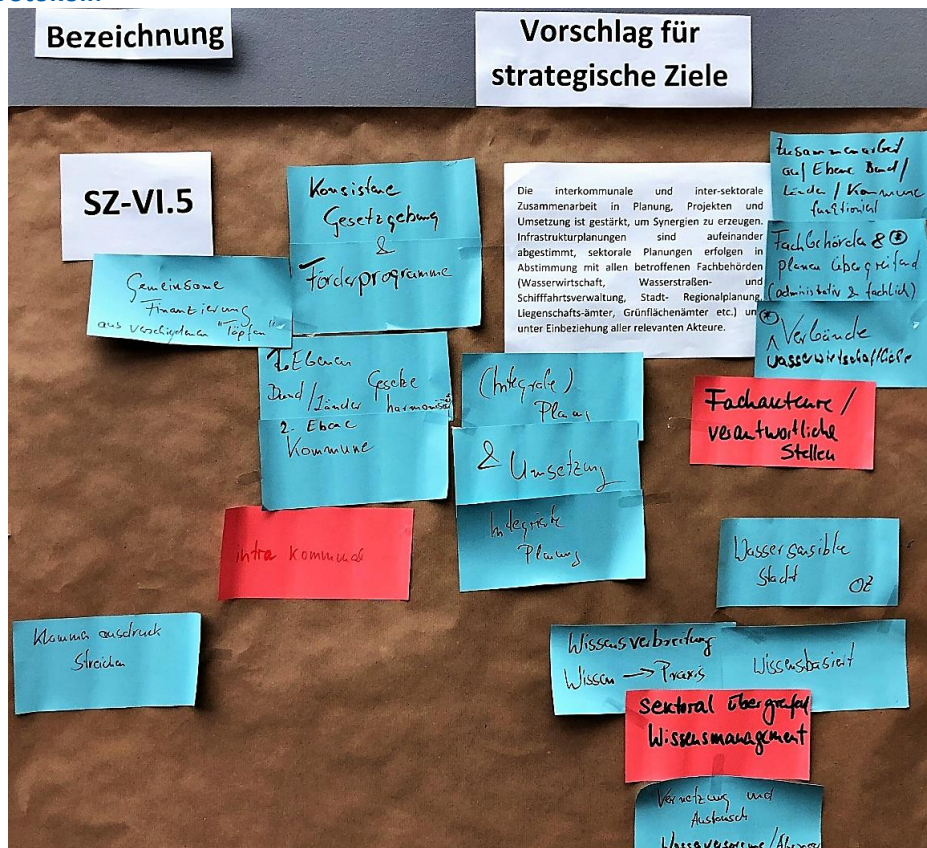 Bezeichnung
Vorschlag für
strategische Ziele
SZ-VI.5
Konsistene
Gesetzgebung
&
Förderprogramme
Gemeinsame
Finanzierung
aus verschiedenen "Töpfen"
Die interkommunale und inter-sektorale
Zusammenarbeit in Planung, Projekten und
Umsetzung ist gestärkt, um Synergien zu erzeugen.
Infrastrukturplanungen sind aufeinander
abgestimmt, sektorale Planungen erfolgen in
Abstimmung mit allen betroffenen Fachbehörden
(Wasserwirtschaft, Wasserstraßen- und
Schifffahrtsverwaltung, Stadt- Regionalplanung,
Liegenschafts-ämter, Grünflächenämter etc.) und
unter Einbeziehung aller relevanten Akteure.
Zusammenarbeit
auf Ebene Bund/
Länder / Kommune
funktioniert
Fachbehörden &
planen übergreifend
(administrativ & fachlich)
Verbände
wasserwirtschaftliche
1. Ebenen
Bund/Länder Gesetze harmonisiert
2. Ebene
Kommune
(Integrale)
Planung
& Umsetzung
Integrierte
Planung
Fachakteure /
verantwortliche
Stellen
intra kommunale
Wassersensible
Stadt OZ
Klammerausdruck
Streichen
Wissensverbreitung
Wissen → Praxis
Wissensbasiert
Sektoral übergreifend
Wissensmanagement
Vernetzung und
Austausch